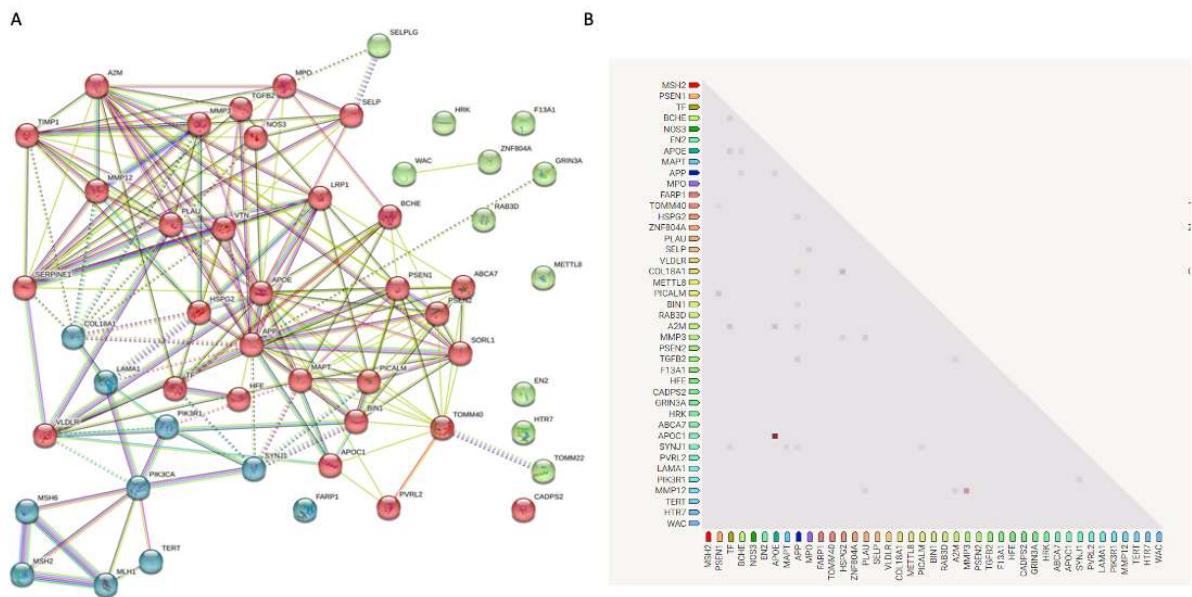 A
B
SELPLG
A2M
MPO
TGFB2
SELP
MMP3
HRK
F13A1
TIMP1
NOS3
ZNF804A
WAC
GRIN3A
MMP12
LRP1
BCHE
RAB3D
PLAU
VTN
METTL8
SERPINE1
APOE
PSEN1
ABCA7
HSPG2
PSEN2
COL18A1
APP
SORL1
LAMA1
MAPT
PICALM
TF
HFE
EN2
PIK3R1
BIN1
TOMM40
HTR7
VLDLR
SYNJ1
APOC1
TOMM22
PIK3CA
MSH6
FARP1
PVRL2
CADPS2
TERT
MSH2
MLH1
MSH2
PSEN1
TF
BCHE
NOS3
EN2
APOE
MAPT
APP
MPO
FARP1
TOMM40
HSPG2
ZNF804A
PLAU
SELP
VLDLR
COL18A1
METTL8
PICALM
BIN1
RAB3D
A2M
MMP3
PSEN2
TGFB2
F13A1
HFE
CADPS2
GRIN3A
HRK
ABCA7
APOC1
SYNJ1
PVRL2
LAMA1
PIK3R1
MMP12
TERT
HTR7
WAC
MSH2 PSEN1 TF BCHE NOS3 EN2 APOE MAPT APP MPO FARP1 TOMM40 HSPG2 ZNF804A PLAU SELP VLDLR COL18A1 METTL8 PICALM BIN1 RAB3D A2M MMP3 PSEN2 TGFB2 F13A1 HFE CADPS2 GRIN3A HRK ABCA7 APOC1 SYNJ1 PVRL2 LAMA1 PIK3R1 MMP12 TERT HTR7 WAC